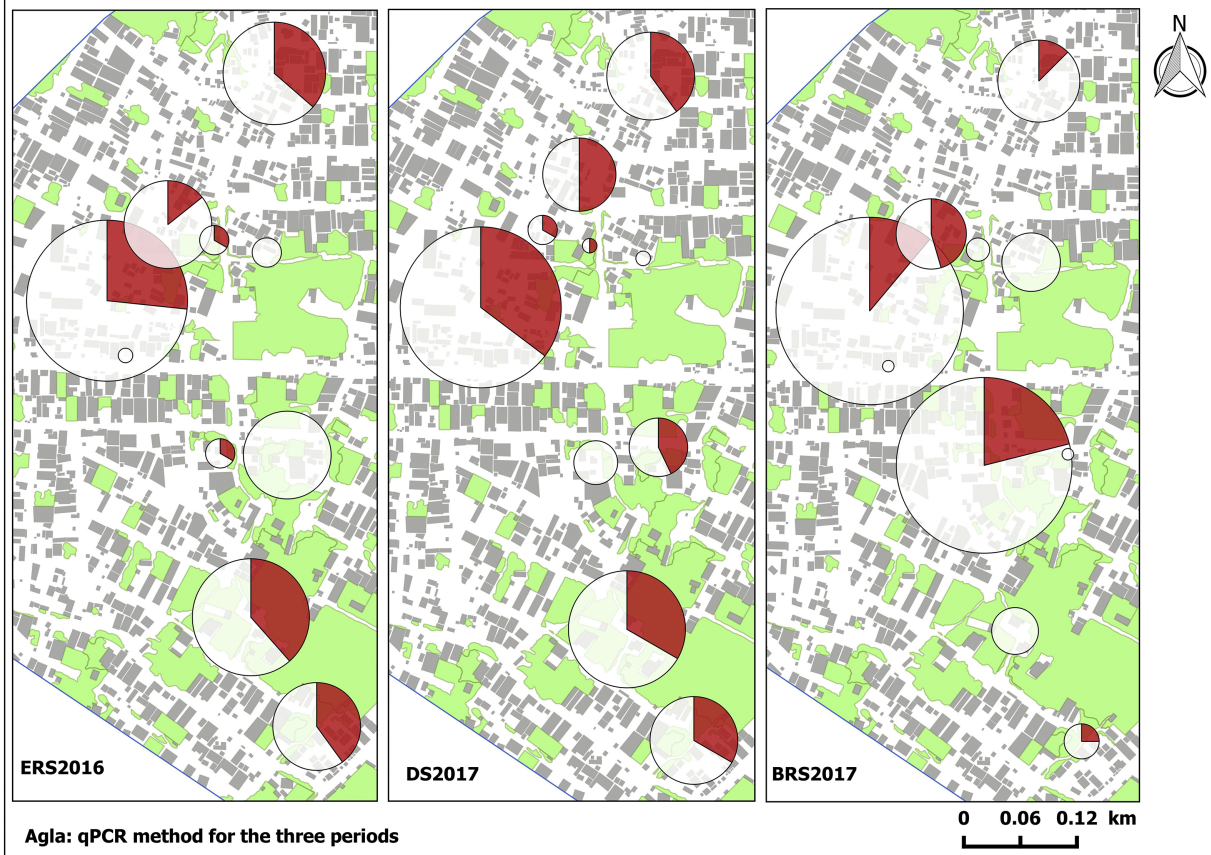 N
ERS2016
DS2017
BRS2017
Agla: qPCR method for the three periods
0 0.06 0.12 km